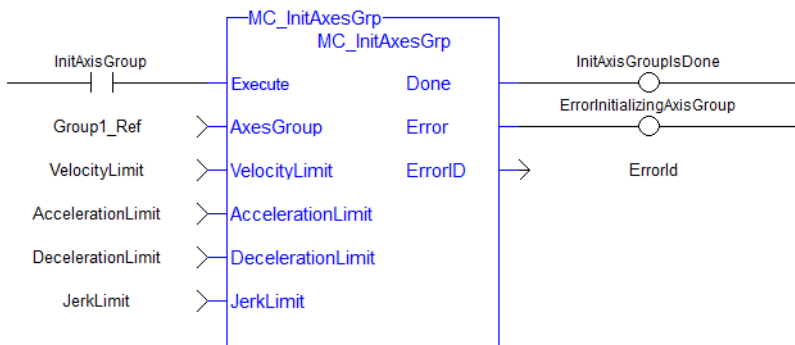 MC_InitAxesGrp
MC_InitAxesGrp
InitAxisGroup
InitAxisGroupIsDone
Execute
Done
ErrorInitializingAxisGroup
Group1_Ref
AxesGroup
Error
VelocityLimit
VelocityLimit
ErrorID
ErrorId
AccelerationLimit
AccelerationLimit
DecelerationLimit
DecelerationLimit
JerkLimit
JerkLimit